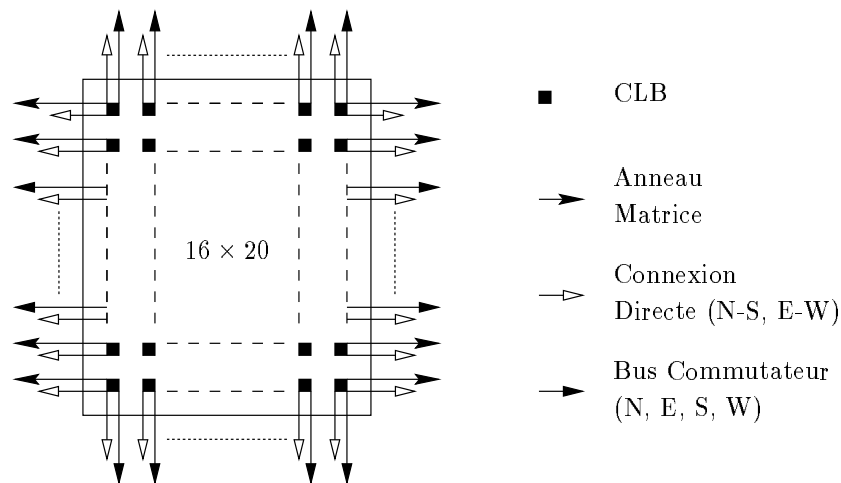 16 × 20
CLB
Anneau
Matrice
Connexion
Directe (N-S, E-W)
Bus Commutateur
(N, E, S, W)